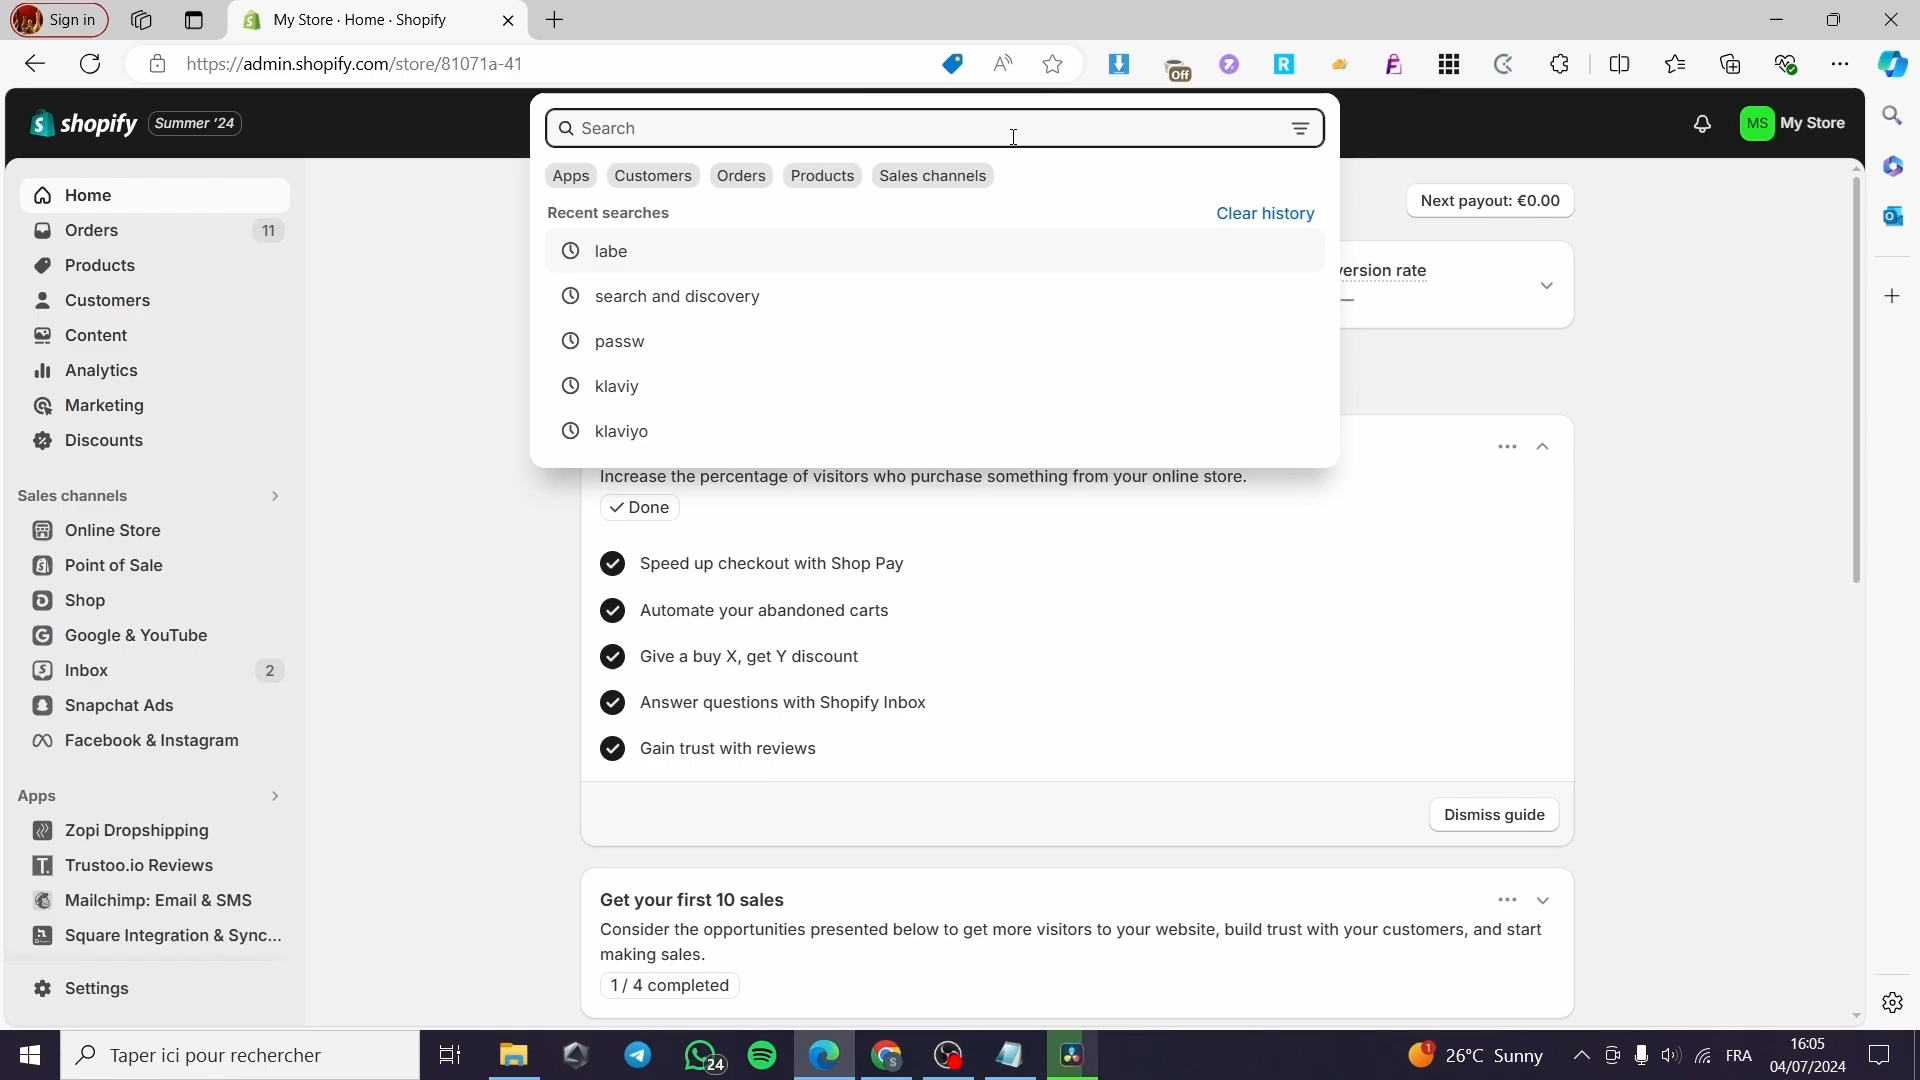 Sign in
My Store · Home · Shopify
https://admin.shopify.com/store/81071a-41
Off
shopify
Summer '24
Search
MS
My Store
Apps
Customers
Orders
Products
Sales channels
Recent searches
Clear history
labe
search and discovery
passw
klaviy
klaviyo
Home
Orders
11
Products
Customers
Content
Analytics
Marketing
Discounts
Sales channels
Online Store
Point of Sale
Shop
Google & YouTube
Inbox
2
Snapchat Ads
Facebook & Instagram
Apps
Zopi Dropshipping
Trustoo.io Reviews
Mailchimp: Email & SMS
Square Integration & Sync...
Settings
Next payout: €0.00
version rate
Increase the percentage of visitors who purchase something from your online store.
Done
Speed up checkout with Shop Pay
Automate your abandoned carts
Give a buy X, get Y discount
Answer questions with Shopify Inbox
Gain trust with reviews
Dismiss guide
Get your first 10 sales
Consider the opportunities presented below to get more visitors to your website, build trust with your customers, and start
making sales.
1 / 4 completed
Taper ici pour rechercher
24
1
26°C Sunny
FRA
16:05
04/07/2024